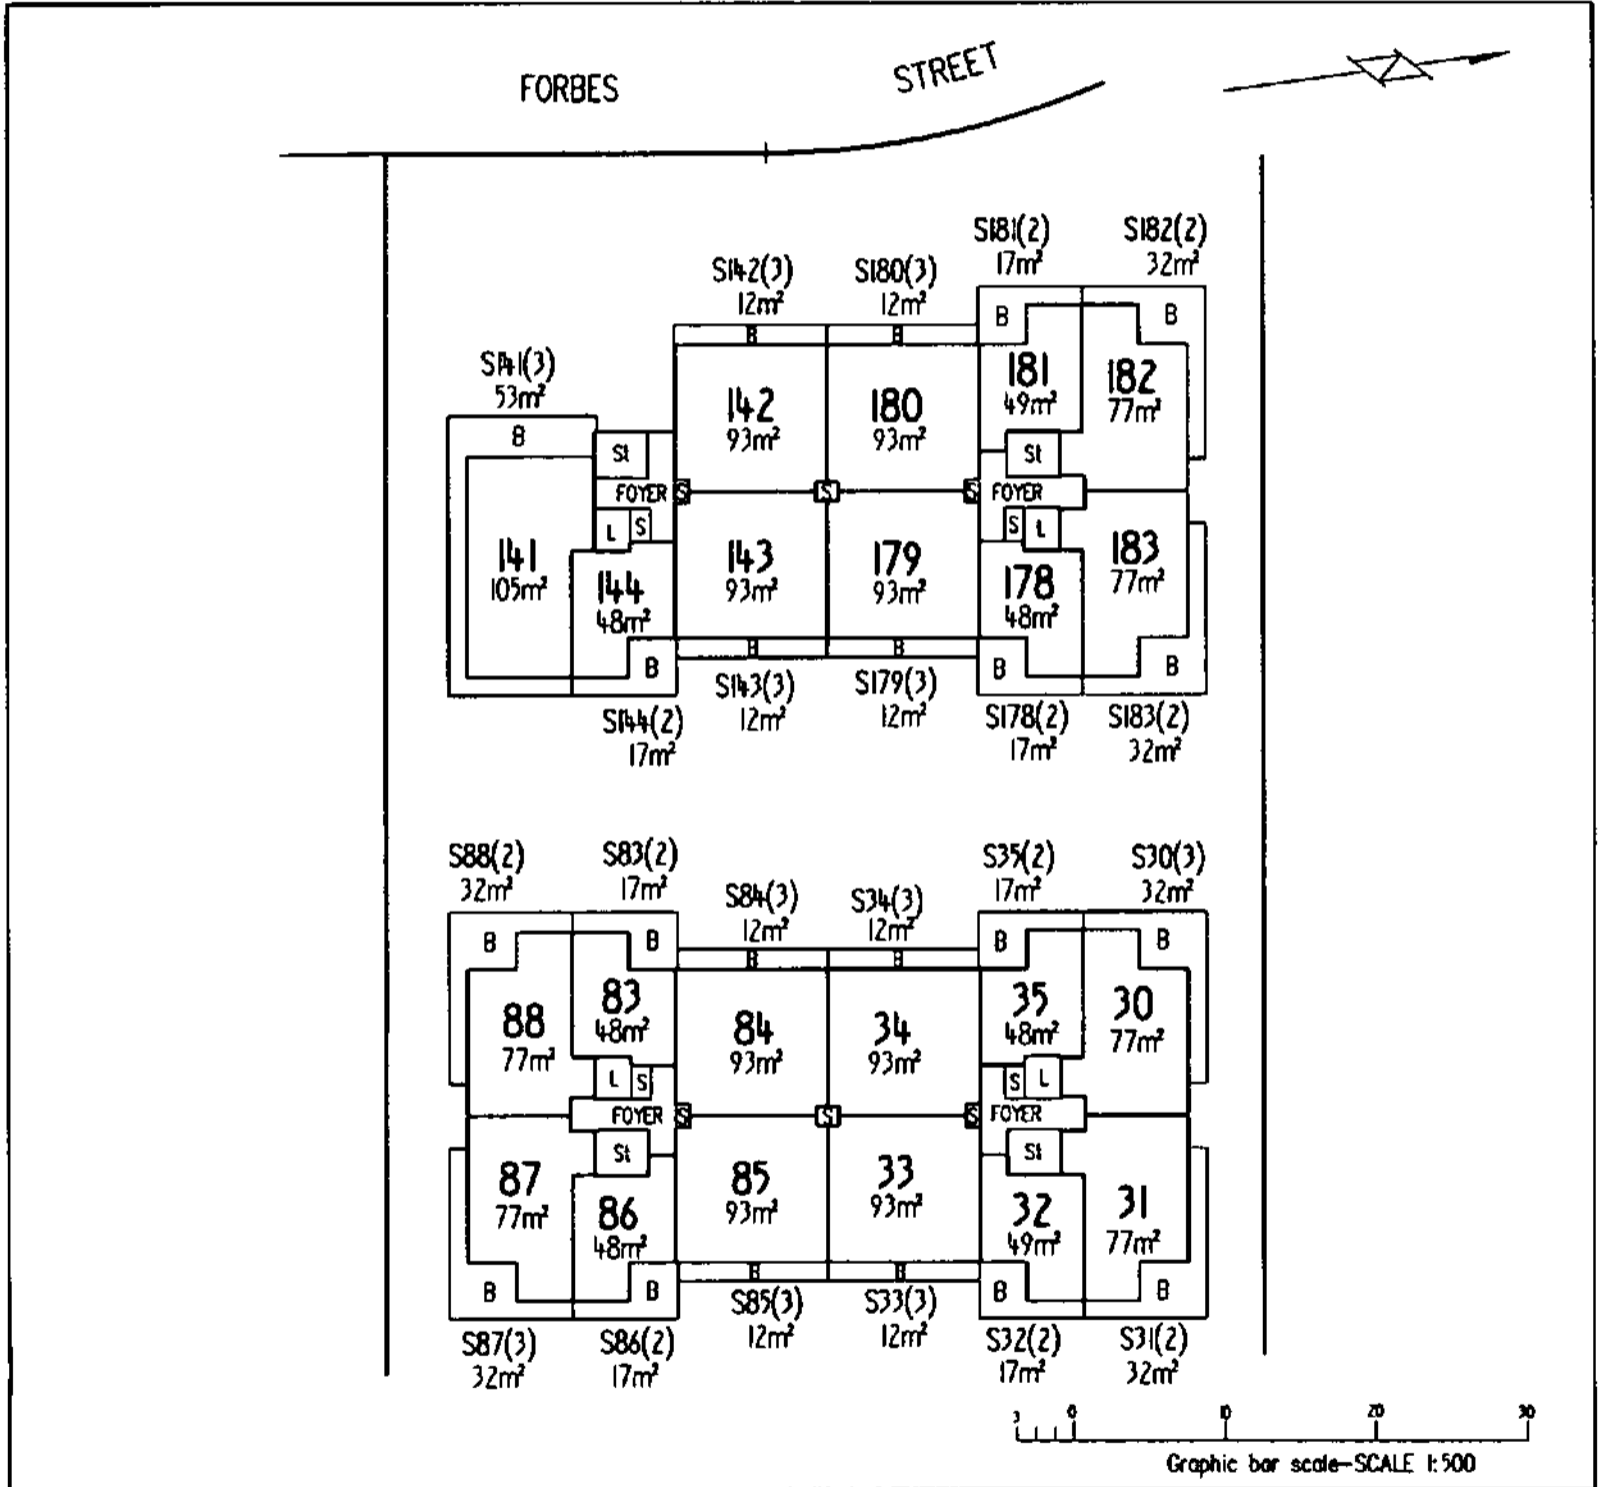 FORBES STREET
S181(2)
17m²
S182(2)
32m²
S142(3)
12m²
S180(3)
12m²
S141(3)
53m²
B
B
B
B
B
142
93m²
180
93m²
181
49m²
182
77m²
St
St
FOYER
S
S
S
FOYER
L
S
S
L
141
105m²
144
48m²
143
93m²
179
93m²
178
48m²
183
77m²
B
B
B
B
B
S144(2)
17m²
S143(3)
12m²
S179(3)
12m²
S178(2)
17m²
S183(2)
32m²
S88(2)
32m²
S83(2)
17m²
S84(3)
12m²
S34(3)
12m²
S35(2)
17m²
S30(3)
32m²
B
B
B
B
B
B
88
77m²
83
48m²
84
93m²
34
93m²
35
48m²
30
77m²
L
S
S
L
FOYER
S
S
S
FOYER
St
St
87
77m²
86
48m²
85
93m²
33
93m²
32
49m²
31
77m²
B
B
B
B
B
B
S87(3)
32m²
S86(2)
17m²
S85(3)
12m²
S33(3)
12m²
S32(2)
17m²
S31(2)
32m²
3 0 10 20 30
Graphic bar scale-SCALE 1:500